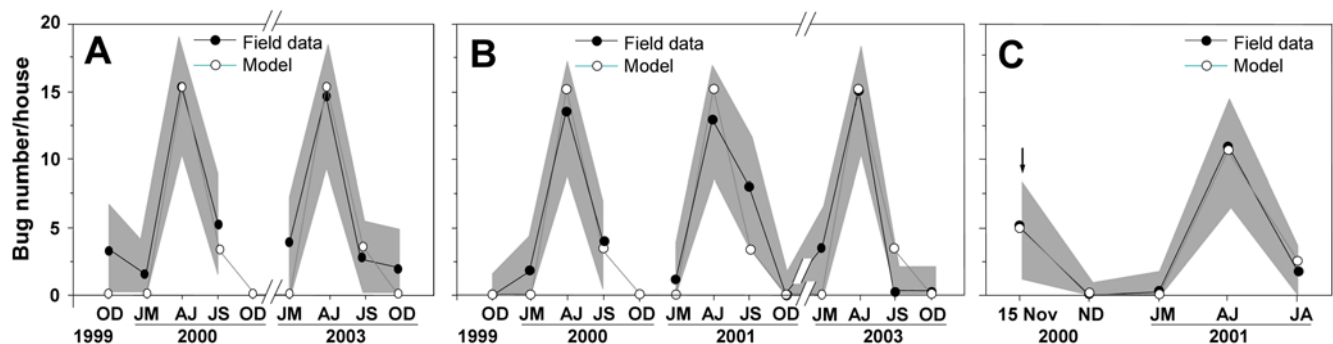 20
15
10
5
0
Bug number/house
A
Field data
Model
OD JM AJ JS OD JM AJ JS OD
1999 2000 2003
B
Field data
Model
OD JM AJ JS OD JM AJ JS OD JM AJ JS OD
1999 2000 2001 2003
C
Field data
Model
15 Nov ND JM AJ JA
2000 2001